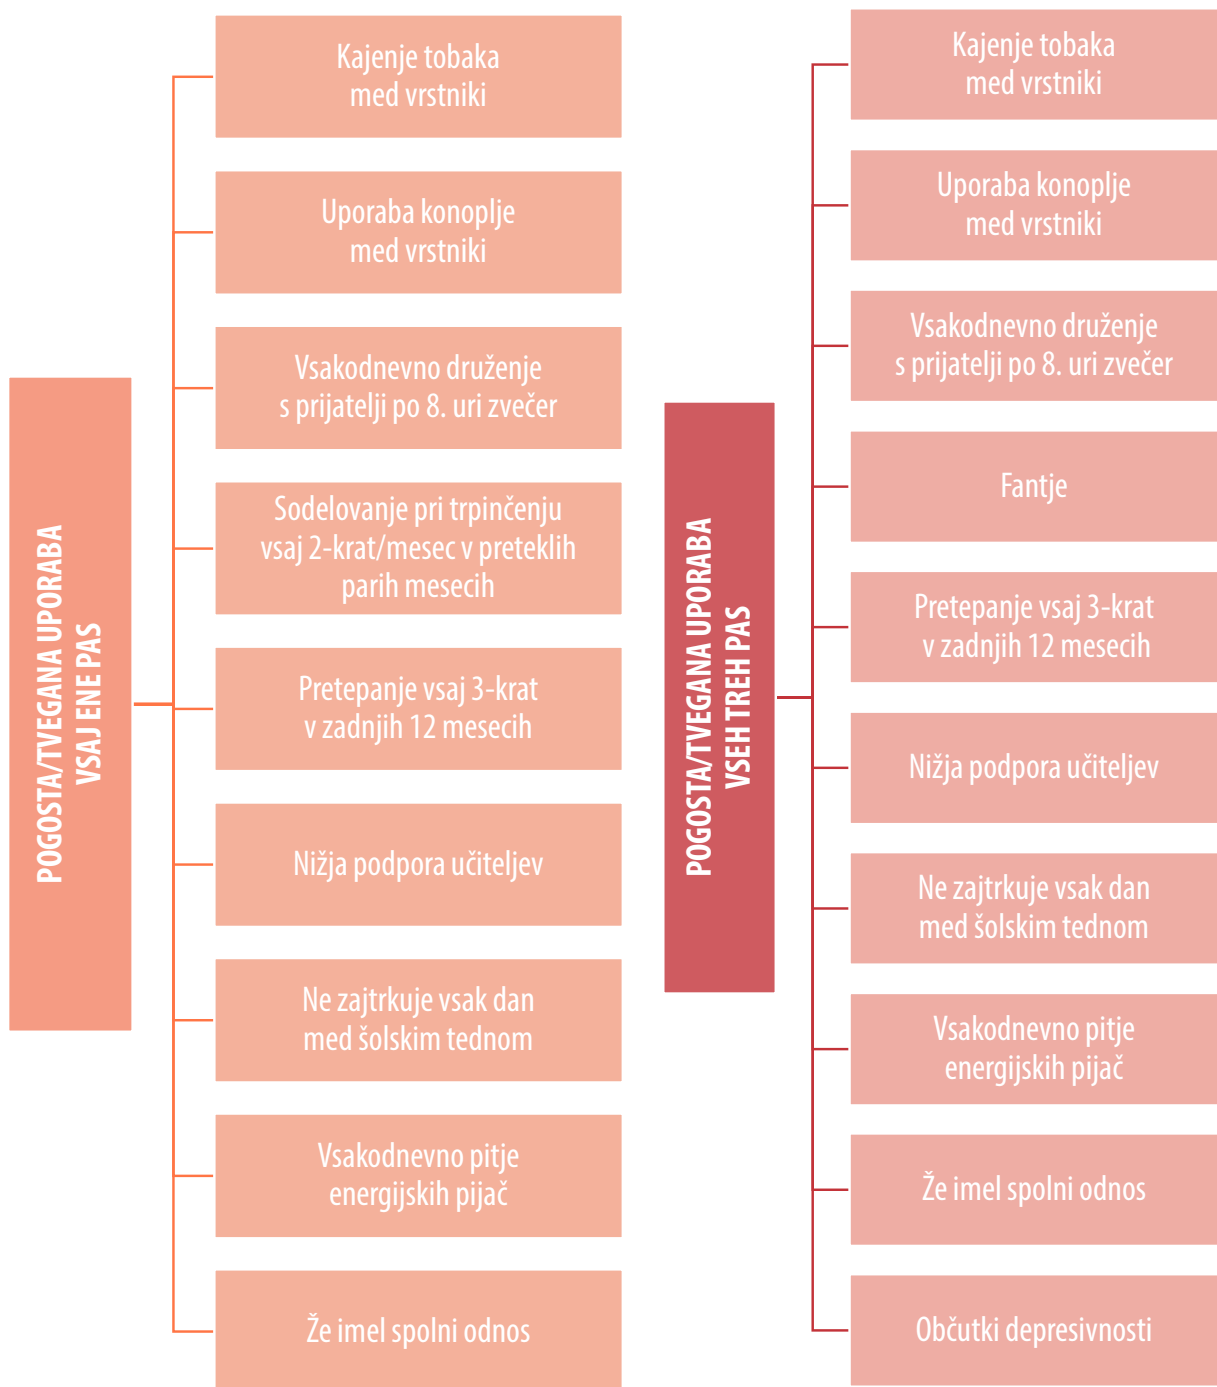 POGOSTA/TVEGANA UPORABA
VSAJ ENE PAS
Kajenje tobaka
med vrstniki
Uporaba konoplje
med vrstniki
Vsakodnevno druženje
s prijatelji po 8. uri zvečer
Sodelovanje pri trpinčenju
vsaj 2-krat/mesec v preteklih
parih mesecih
Pretepanje vsaj 3-krat
v zadnjih 12 mesecih
Nižja podpora učiteljev
Ne zajtrkuje vsak dan
med šolskim tednom
Vsakodnevno pitje
energijskih pijač
Že imel spolni odnos
POGOSTA/TVEGANA UPORABA
VSEH TREH PAS
Kajenje tobaka
med vrstniki
Uporaba konoplje
med vrstniki
Vsakodnevno druženje
s prijatelji po 8. uri zvečer
Fantje
Pretepanje vsaj 3-krat
v zadnjih 12 mesecih
Nižja podpora učiteljev
Ne zajtrkuje vsak dan
med šolskim tednom
Vsakodnevno pitje
energijskih pijač
Že imel spolni odnos
Občutki depresivnosti